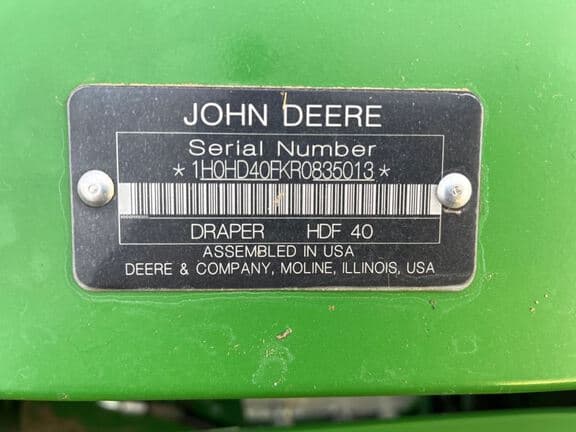 JOHN DEERE
Serial Number
*1H0HD40FKR0835013*
DRAPER HDF 40
ASSEMBLED IN USA
DEERE & COMPANY, MOLINE, ILLINOIS, USA